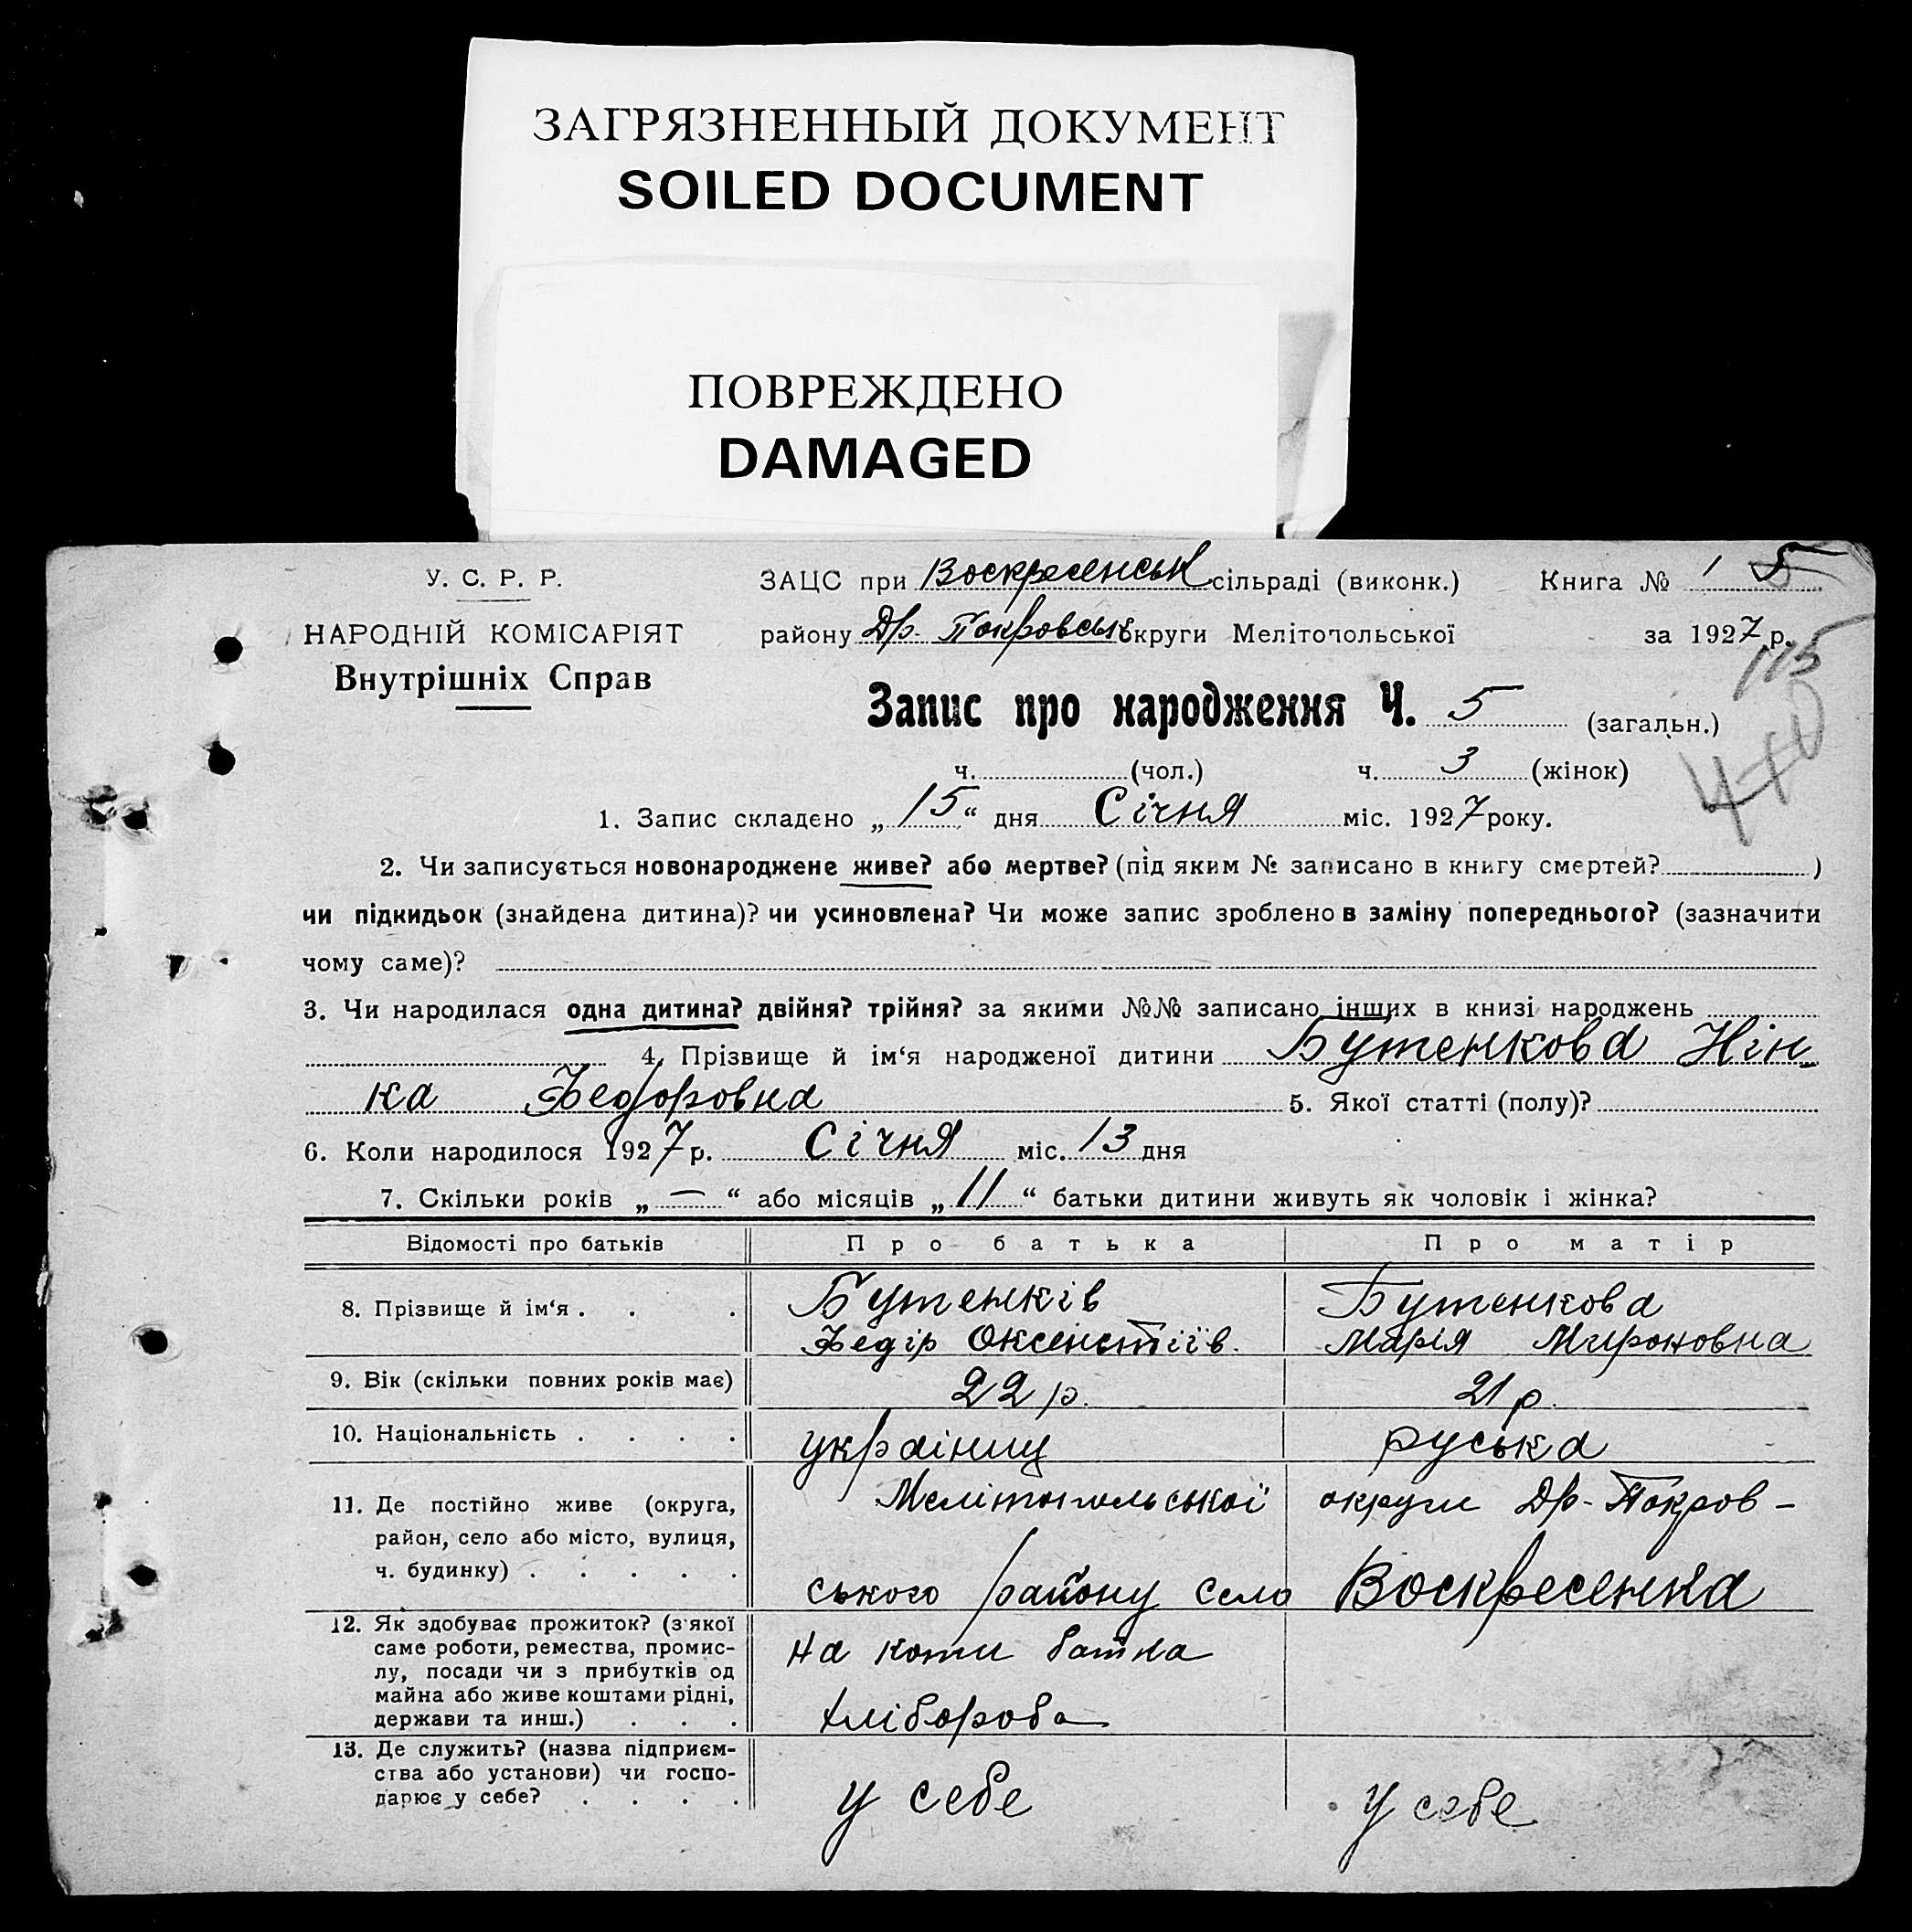 ЗАГРЯЗНЕННЫЙ ДОКУМЕНТ
SOILED DOCUMENT
ПОВРЕЖДЕНО
DAMAGED
У. С. Р. Р.
НАРОДНІЙ КОМІСАРІЯТ
Внутрішніх Справ
ЗАЦС при Воскресенськ сільраді (виконк.) Книга № 1 5
району Др. Покровськ округи Мелітопольської за 1927 р.
115
Запис про народження Ч. 5 (загальн.)
440
ч. (чол.) ч. 3 (жінок)
1. Запис складено „15“ дня Січня міс. 1927 року.
2. Чи записується новонароджене живе? або мертве? (під яким № записано в книгу смертей? )
чи підкидьок (знайдена дитина)? чи усиновлена? Чи може запис зроблено в заміну попереднього? (зазначити
чому саме)?
3. Чи народилася одна дитина? двійня? трійня? за якими №№ записано інших в книзі народжень
4. Прізвище й ім‘я народженої дитини Бутенкова Нін-
ка Федоровна 5. Якої статті (полу)?
6. Коли народилося 1927 р. Січня міс. 13 дня
7. Скільки років „—“ або місяців „11“ батьки дитини живуть як чоловік і жінка?
Відомості про батьків Про батька Про матір
8. Прізвище й ім‘я . . . Бутенків Бутенкова
Федір Оксентіїв. Марія Мироновна
9. Вік (скільки повних років має) 22 р. 21 р.
10. Національність . . . . українец руська
11. Де постійно живе (округа, Мелітопольської округи Др-Покров-
район, село або місто, вулиця,
ч. будинку) . . . . . ського району село Воскресенка
12. Як здобуває прожиток? (з якої
саме роботи, ремества, промис- на коти батка
лу, посади чи з прибутків од
майна або живе коштами рідні,
держави та инш.) . . . хлібороба
13. Де служить? (назва підприєм-
ства або установи) чи госпо-
дарює у себе? . . . . у себе у себе